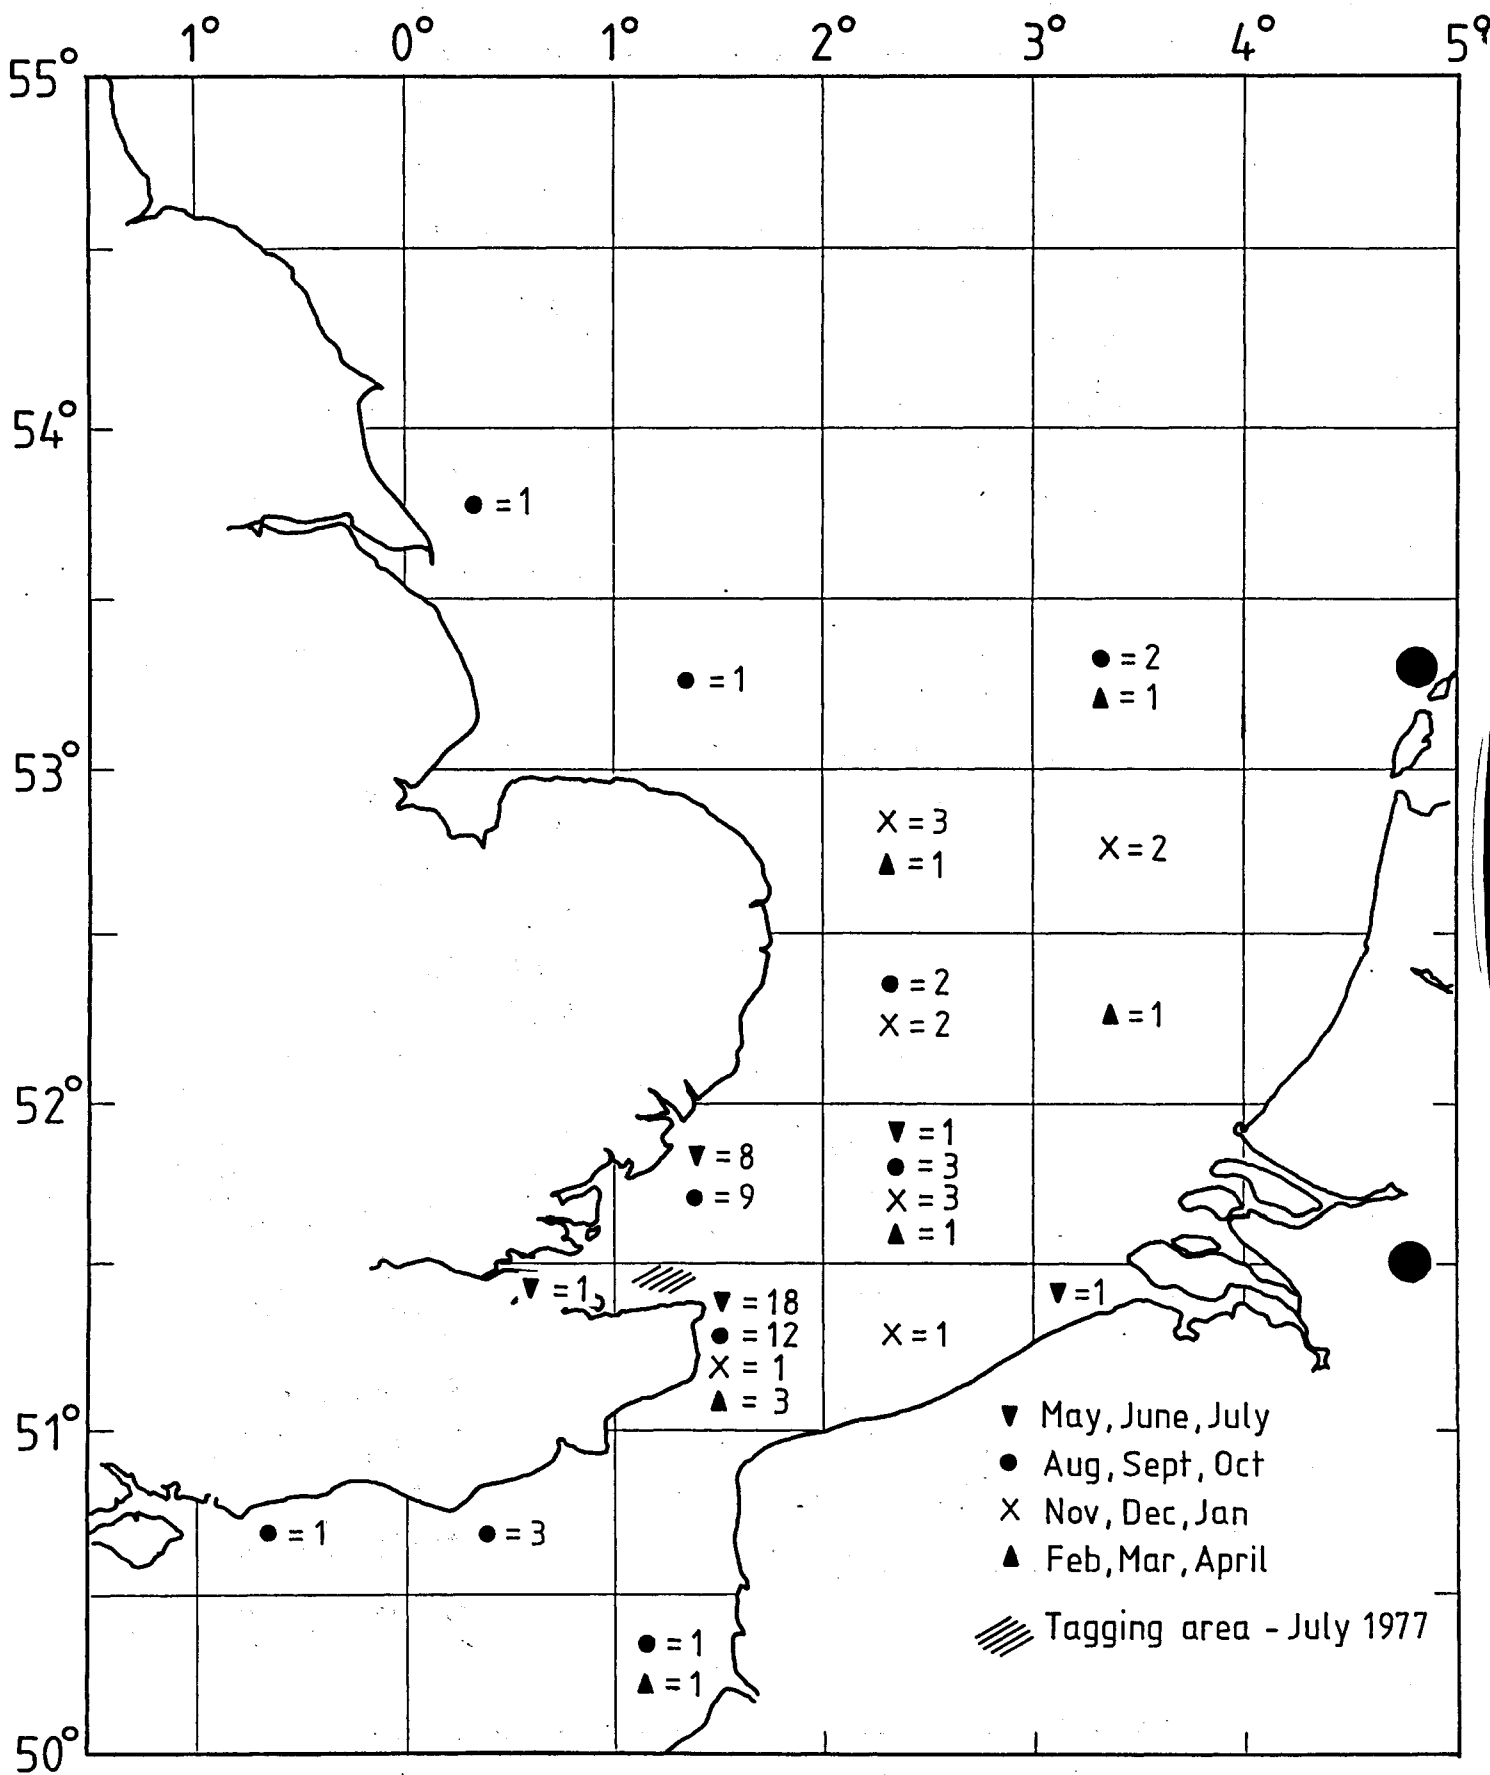 1° 0° 1° 2° 3° 4° 5°
55°
54°
● = 1
● = 1
● = 2
▲ = 1
53°
X = 3
▲ = 1
X = 2
● = 2
X = 2
▲ = 1
52°
▼ = 8
● = 9
▼ = 1
● = 3
X = 3
▲ = 1
▼ = 1
▼ = 18
● = 12
X = 1
▲ = 3
X = 1
▼ = 1
51°
▼ May, June, July
● Aug, Sept, Oct
X Nov, Dec, Jan
▲ Feb, Mar, April
Tagging area - July 1977
● = 1
● = 3
● = 1
▲ = 1
50°